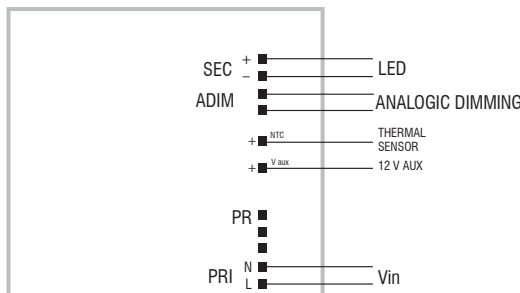 SEC + LED
–
ADIM ANALOGIC DIMMING
+ NTC THERMAL
SENSOR
+ V aux 12 V AUX
PR
N
PRI Vin
L